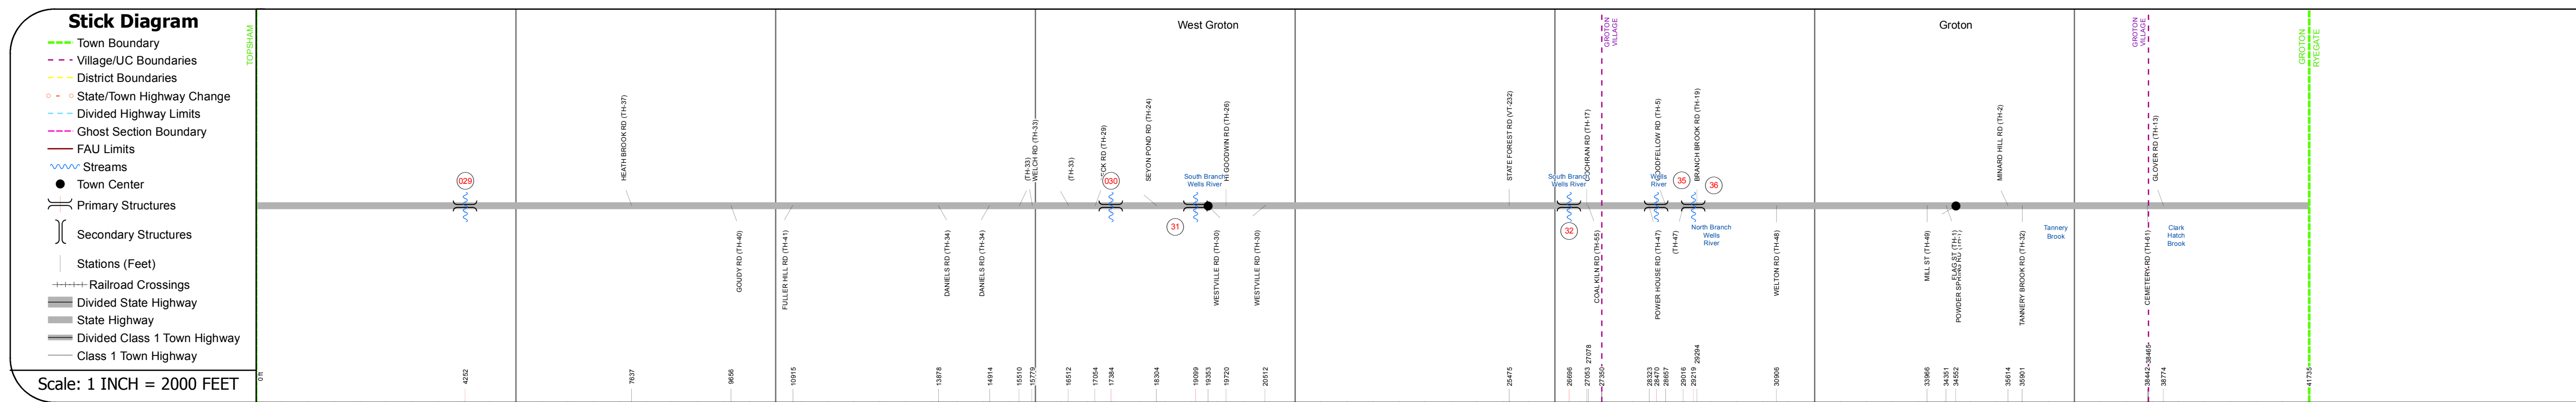 Stick Diagram
Town Boundary
Village/UC Boundaries
District Boundaries
State/Town Highway Change
Divided Highway Limits
Ghost Section Boundary
FAU Limits
Streams
Town Center
Primary Structures
Secondary Structures
Stations (Feet)
Railroad Crossings
Divided State Highway
State Highway
Divided Class 1 Town Highway
Class 1 Town Highway
Scale: 1 INCH = 2000 FEET
TOPSHAM
West Groton
GROTON
VILLAGE
Groton
GROTON
VILLAGE
GROTON
RYEGATE
HEATH BROOK RD (TH-37)
(TH-33)
WELCH RD (TH-33)
(TH-33)
SEYON POND RD (TH-24)
HI GOODWIN RD (TH-26)
STATE FOREST RD (VT-232)
COCHRAN RD (TH-17)
GOODFELLOW RD (TH-5)
BRANCH BROOK RD (TH-19)
MINARD HILL RD (TH-2)
GLOVER RD (TH-13)
029
030
South Branch
Wells River
South Branch
Wells River
Wells
River
35
36
31
32
North Branch
Wells
River
Tannery
Brook
Clark
Hatch
Brook
GOUDY RD (TH-40)
FULLER HILL RD (TH-41)
DANIELS RD (TH-34)
DANIELS RD (TH-34)
WESTVILLE RD (TH-30)
WESTVILLE RD (TH-30)
COAL KILN RD (TH-55)
POWER HOUSE RD (TH-47)
(TH-47)
WELTON RD (TH-48)
MILL ST (TH-49)
FLAG ST (TH-1)
POWDER SPRING RD
TANNERY BROOK RD (TH-32)
CEMETERY RD (TH-61)
0 ft
4252
7637
9656
10915
13878
14914
15510
15779
16512
17054
17384
18304
19099
19353
19720
20512
25475
26696
27053
27078
27350
28323
28470
28657
29016
29219
29294
30906
33966
34351
34552
35614
35901
38442
38465
38774
41735